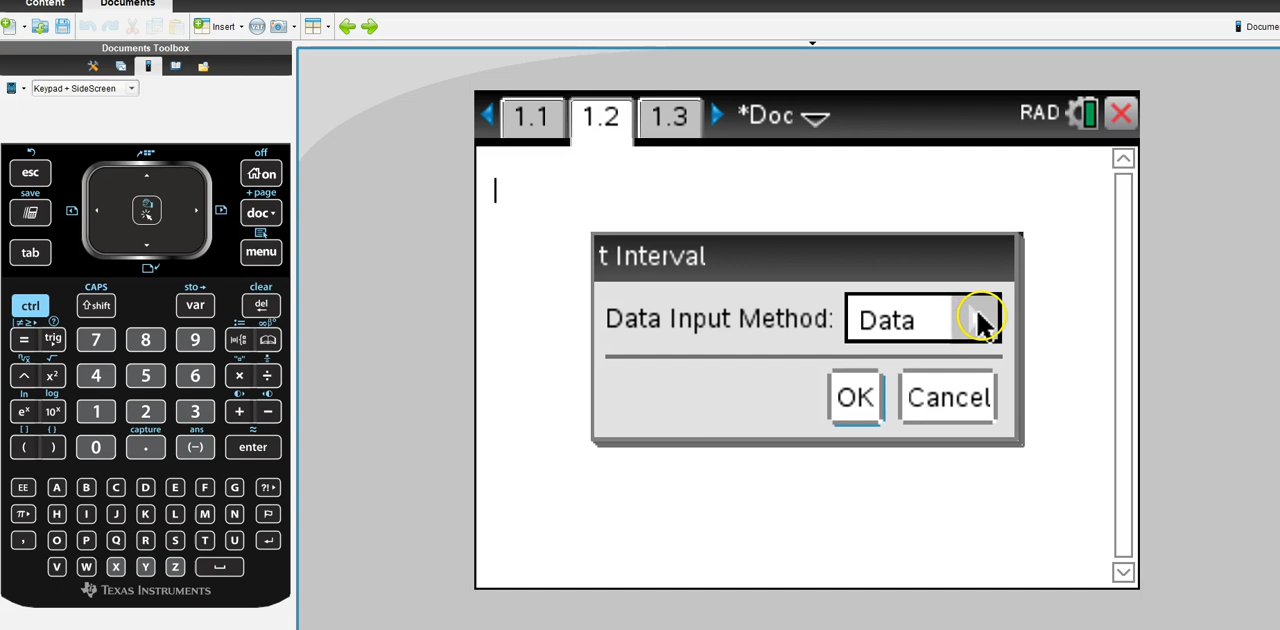 Content Documents
Insert VAR Docume
Documents Toolbox
Keypad + SideScreen
1.1 1.2 1.3 *Doc RAD
t Interval
Data Input Method: Data
OK Cancel
off
esc on
save + page
doc
tab menu
CAPS sto→ clear
ctrl shift var del
= trig 7 8 9
^ x² 4 5 6 × ÷
ln log
eˣ 10ˣ 1 2 3 + −
[ ] { } capture ans ≈
( ) 0 . (−) enter
EE A B C D E F G ?!▸
π▸ H I J K L M N
, O P Q R S T U
V W X Y Z
TEXAS INSTRUMENTS